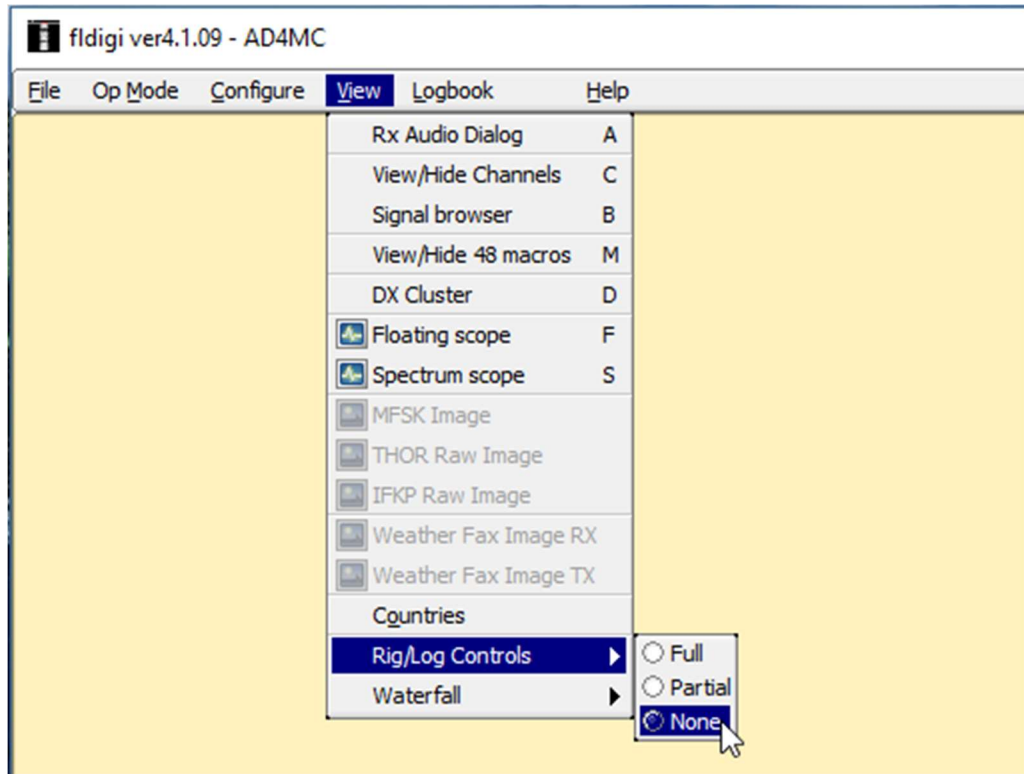 fldigi ver4.1.09 - AD4MC
File Op Mode Configure View Logbook Help
Rx Audio Dialog A
View/Hide Channels C
Signal browser B
View/Hide 48 macros M
DX Cluster D
Floating scope F
Spectrum scope S
MFSK Image
THOR Raw Image
IFKP Raw Image
Weather Fax Image RX
Weather Fax Image TX
Countries
Rig/Log Controls
Full
Partial
None
Waterfall